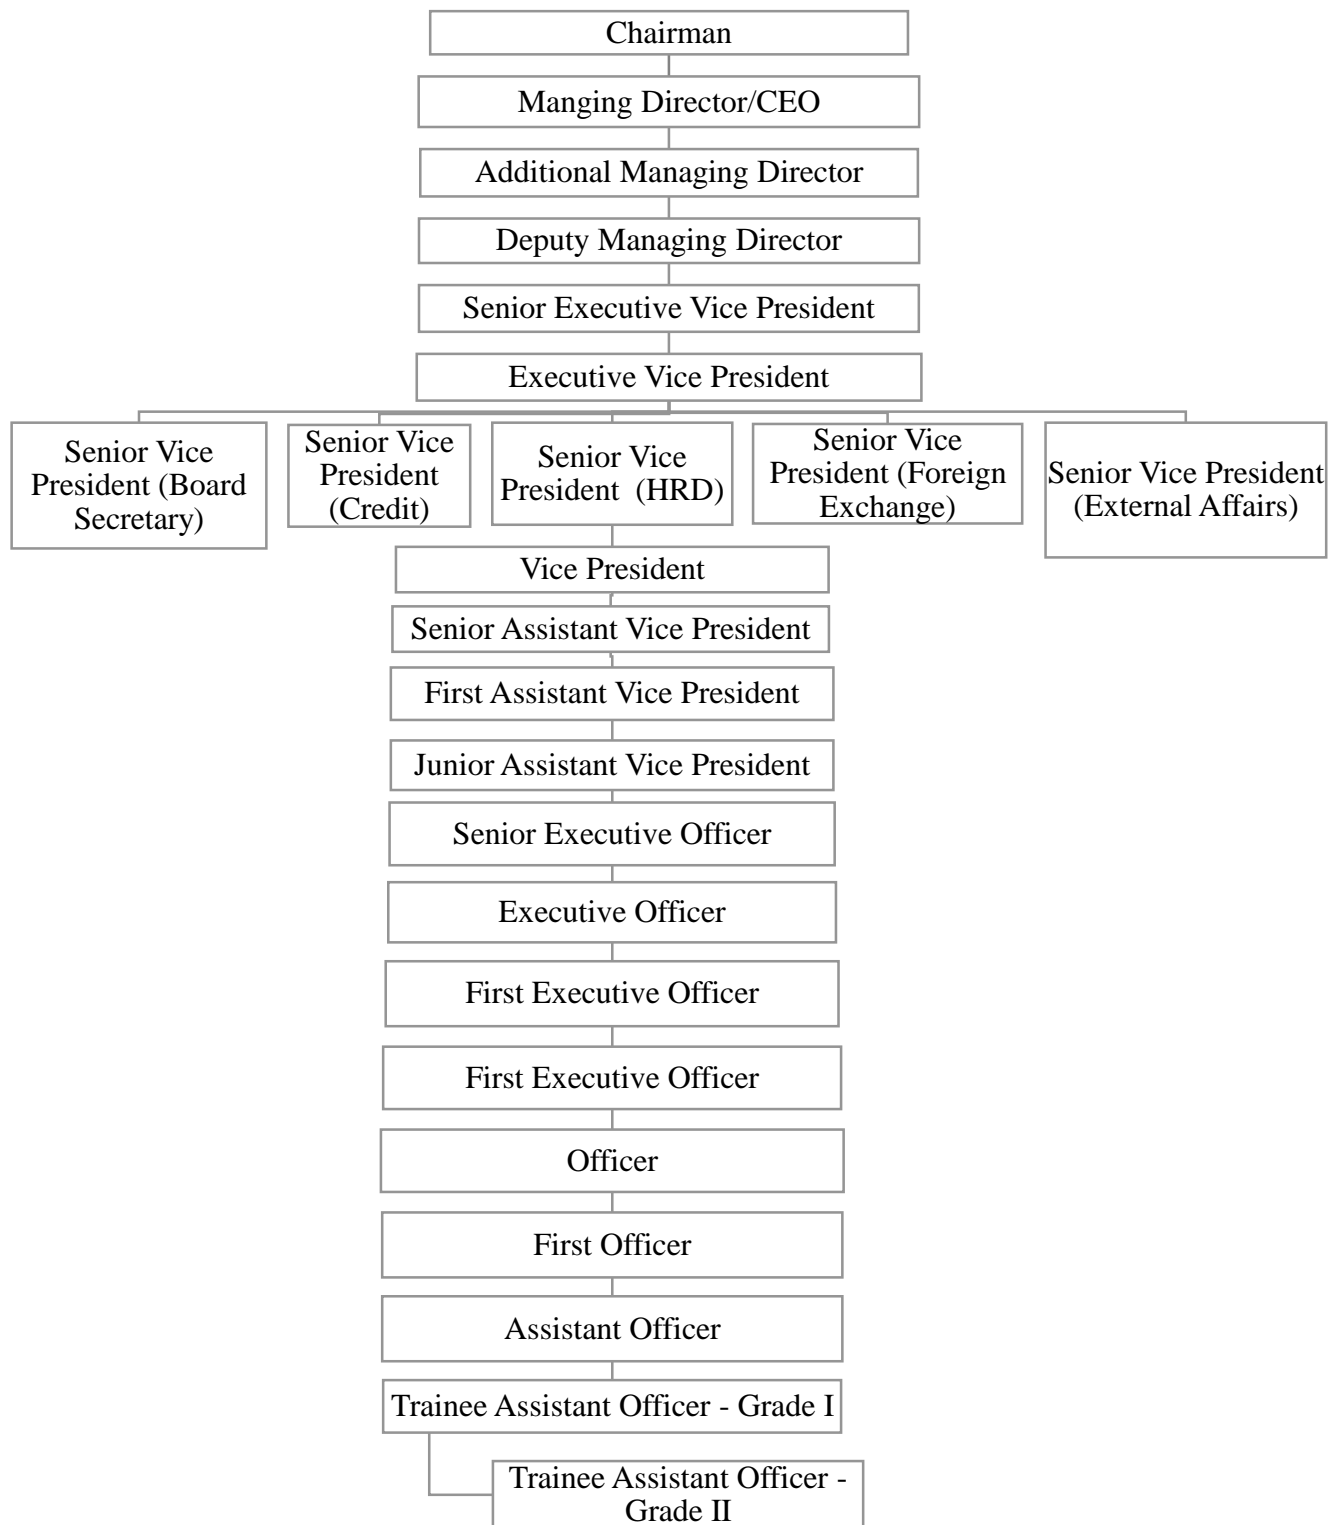 Chairman
Manging Director/CEO
Additional Managing Director
Deputy Managing Director
Senior Executive Vice President
Executive Vice President
Senior Vice
President (Board
Secretary)
Senior Vice
President
(Credit)
Senior Vice
President  (HRD)
Senior Vice
President (Foreign
Exchange)
Senior Vice President
(External Affairs)
Vice President
Senior Assistant Vice President
First Assistant Vice President
Junior Assistant Vice President
Senior Executive Officer
Executive Officer
First Executive Officer
First Executive Officer
Officer
First Officer
Assistant Officer
Trainee Assistant Officer - Grade I
Trainee Assistant Officer -
Grade II